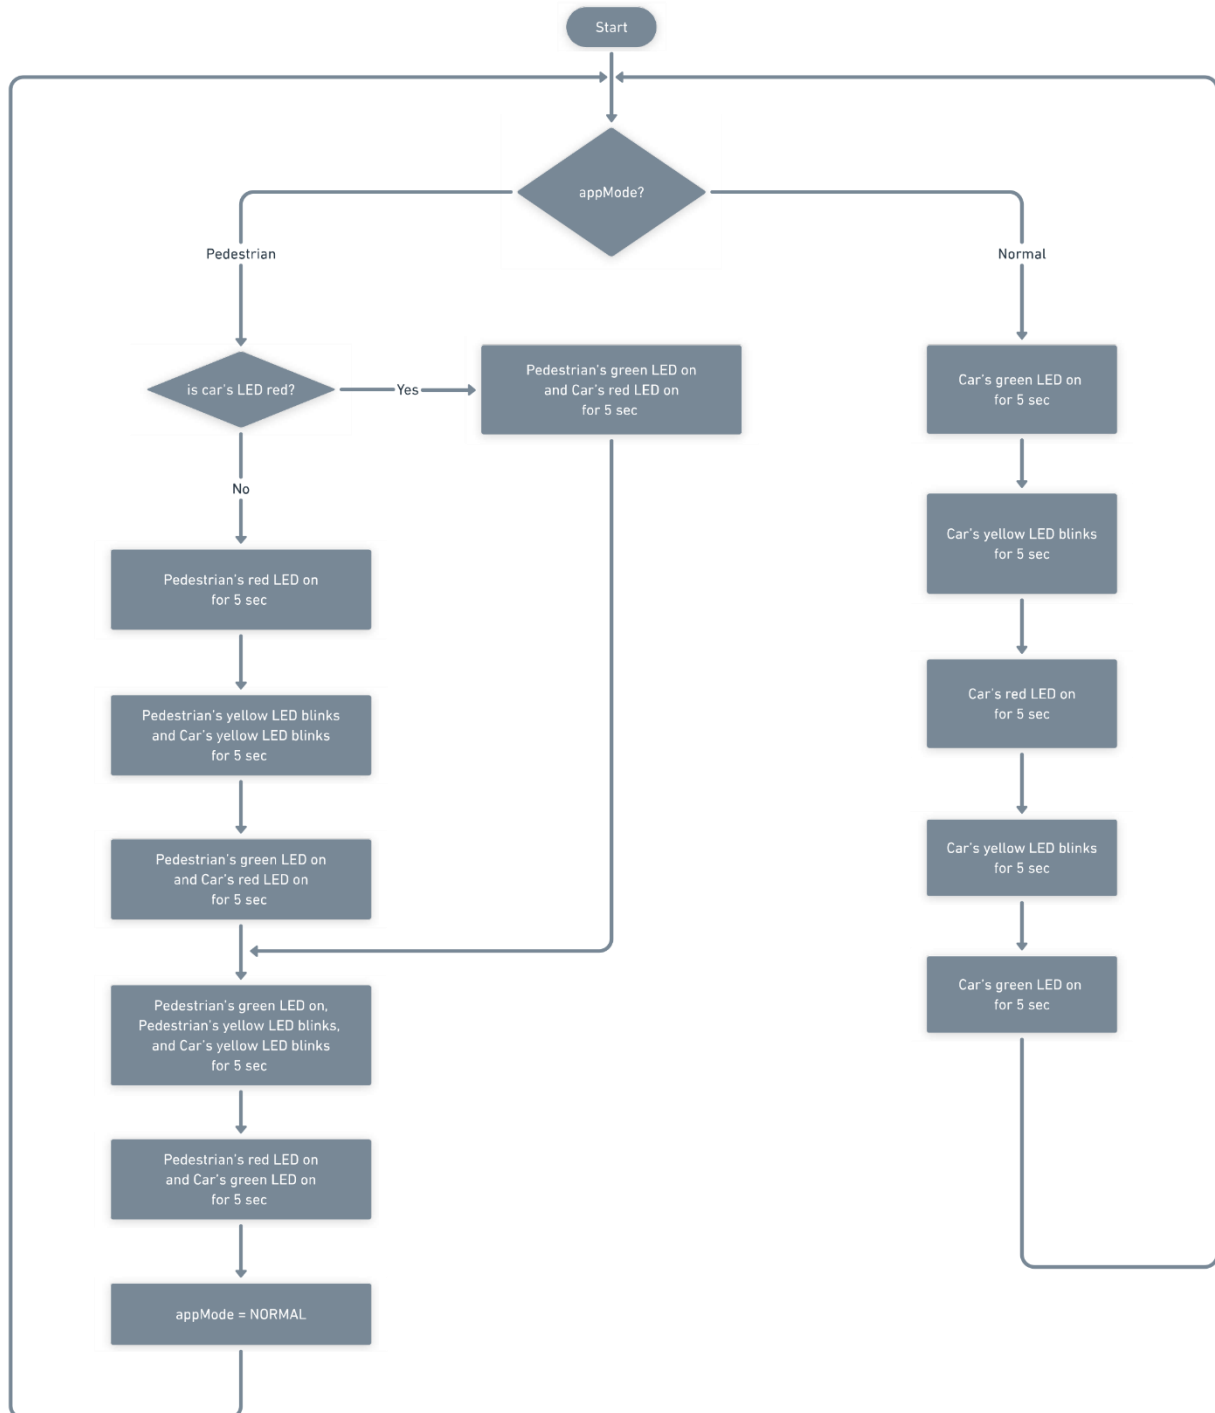 Start
appMode?
Pedestrian
Normal
is car's LED red?
Yes
Pedestrian's green LED on
and Car's red LED on
for 5 sec
Car's green LED on
for 5 sec
No
Car's yellow LED blinks
for 5 sec
Pedestrian's red LED on
for 5 sec
Car's red LED on
for 5 sec
Pedestrian's yellow LED blinks
and Car's yellow LED blinks
for 5 sec
Car's yellow LED blinks
for 5 sec
Pedestrian's green LED on
and Car's red LED on
for 5 sec
Car's green LED on
for 5 sec
Pedestrian's green LED on,
Pedestrian's yellow LED blinks,
and Car's yellow LED blinks
for 5 sec
Pedestrian's red LED on
and Car's green LED on
for 5 sec
appMode = NORMAL